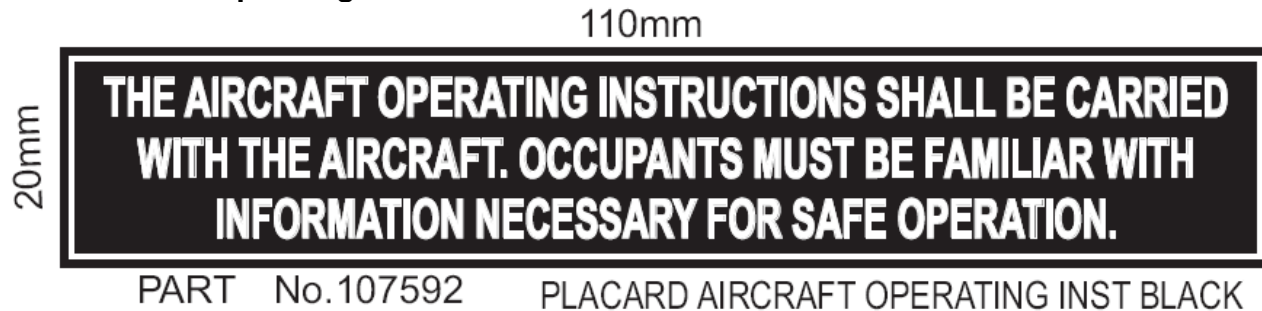 110mm
20mm
THE AIRCRAFT OPERATING INSTRUCTIONS SHALL BE CARRIED
WITH THE AIRCRAFT. OCCUPANTS MUST BE FAMILIAR WITH
INFORMATION NECESSARY FOR SAFE OPERATION.
PART No.107592 PLACARD AIRCRAFT OPERATING INST BLACK